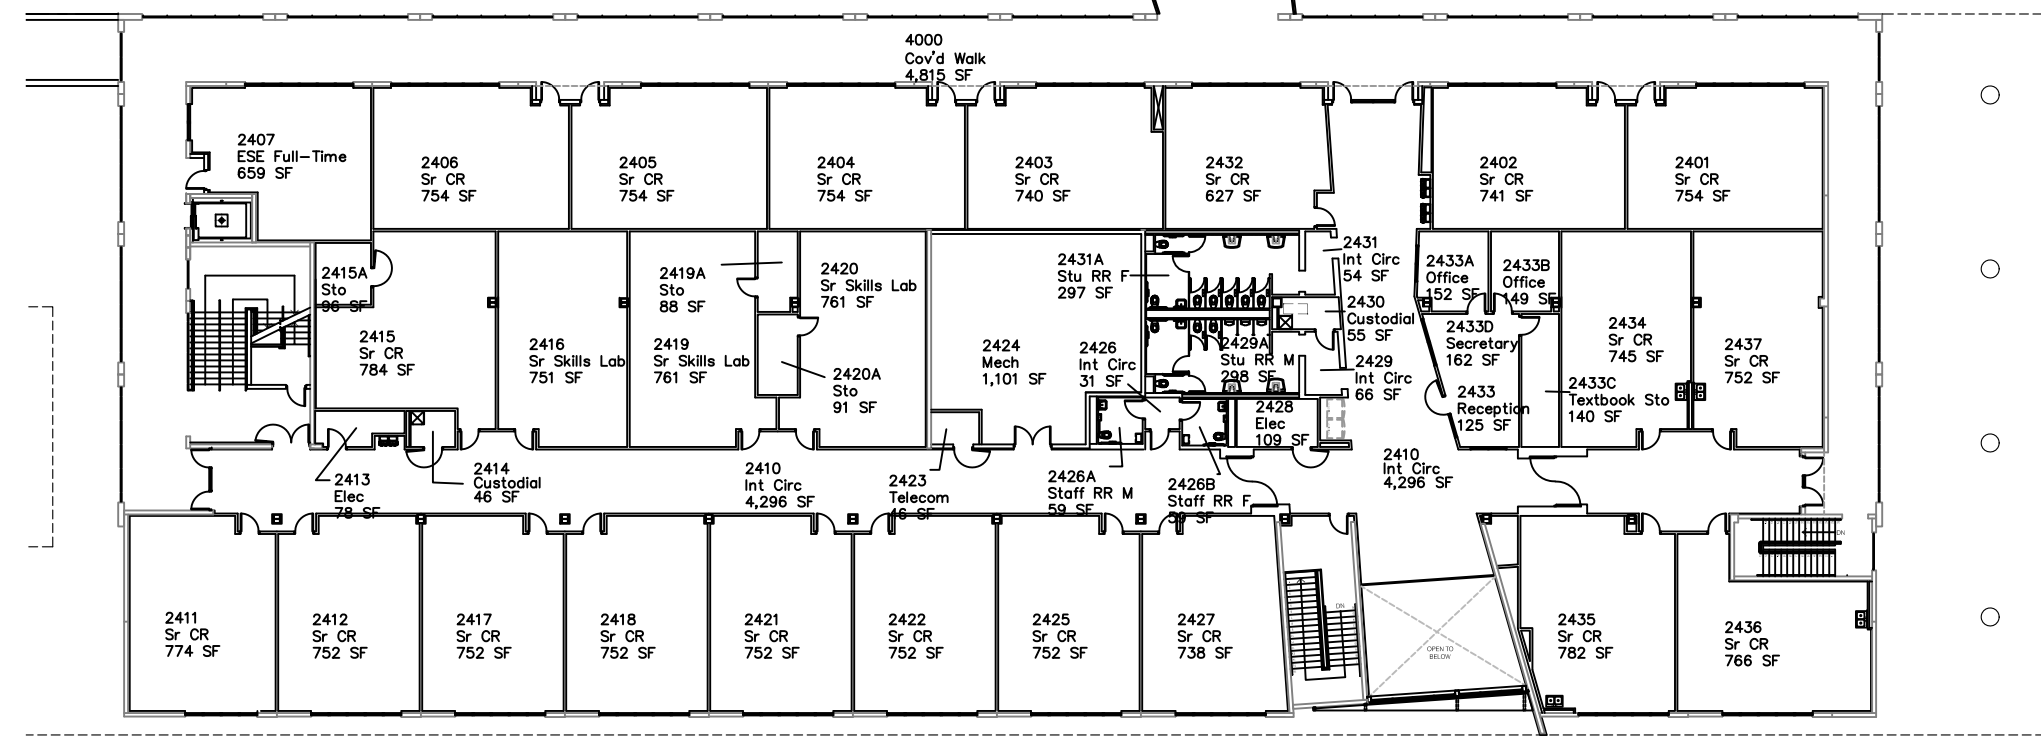 4000
Cov'd Walk
4,815 SF
2407
ESE Full-Time
659 SF
2406
Sr CR
754 SF
2405
Sr CR
754 SF
2404
Sr CR
754 SF
2403
Sr CR
740 SF
2432
Sr CR
627 SF
2402
Sr CR
741 SF
2401
Sr CR
754 SF
2415A
Sto
96 SF
2415
Sr CR
784 SF
2416
Sr Skills Lab
751 SF
2419A
Sto
88 SF
2419
Sr Skills Lab
761 SF
2420
Sr Skills Lab
761 SF
2420A
Sto
91 SF
2424
Mech
1,101 SF
2431A
Stu RR F
297 SF
2426
Int Circ
31 SF
2429A
Stu RR M
298 SF
2428
Elec
109 SF
2431
Int Circ
54 SF
2430
Custodial
55 SF
2429
Int Circ
66 SF
2433A
Office
152 SF
2433B
Office
149 SF
2433D
Secretary
162 SF
2433
Reception
125 SF
2433C
Textbook Sto
140 SF
2434
Sr CR
745 SF
2437
Sr CR
752 SF
2413
Elec
78 SF
2414
Custodial
46 SF
2410
Int Circ
4,296 SF
2423
Telecom
46 SF
2426A
Staff RR M
59 SF
2426B
Staff RR F
59 SF
2410
Int Circ
4,296 SF
2411
Sr CR
774 SF
2412
Sr CR
752 SF
2417
Sr CR
752 SF
2418
Sr CR
752 SF
2421
Sr CR
752 SF
2422
Sr CR
752 SF
2425
Sr CR
752 SF
2427
Sr CR
738 SF
DN
OPEN TO
BELOW
2435
Sr CR
782 SF
2436
Sr CR
766 SF
DN